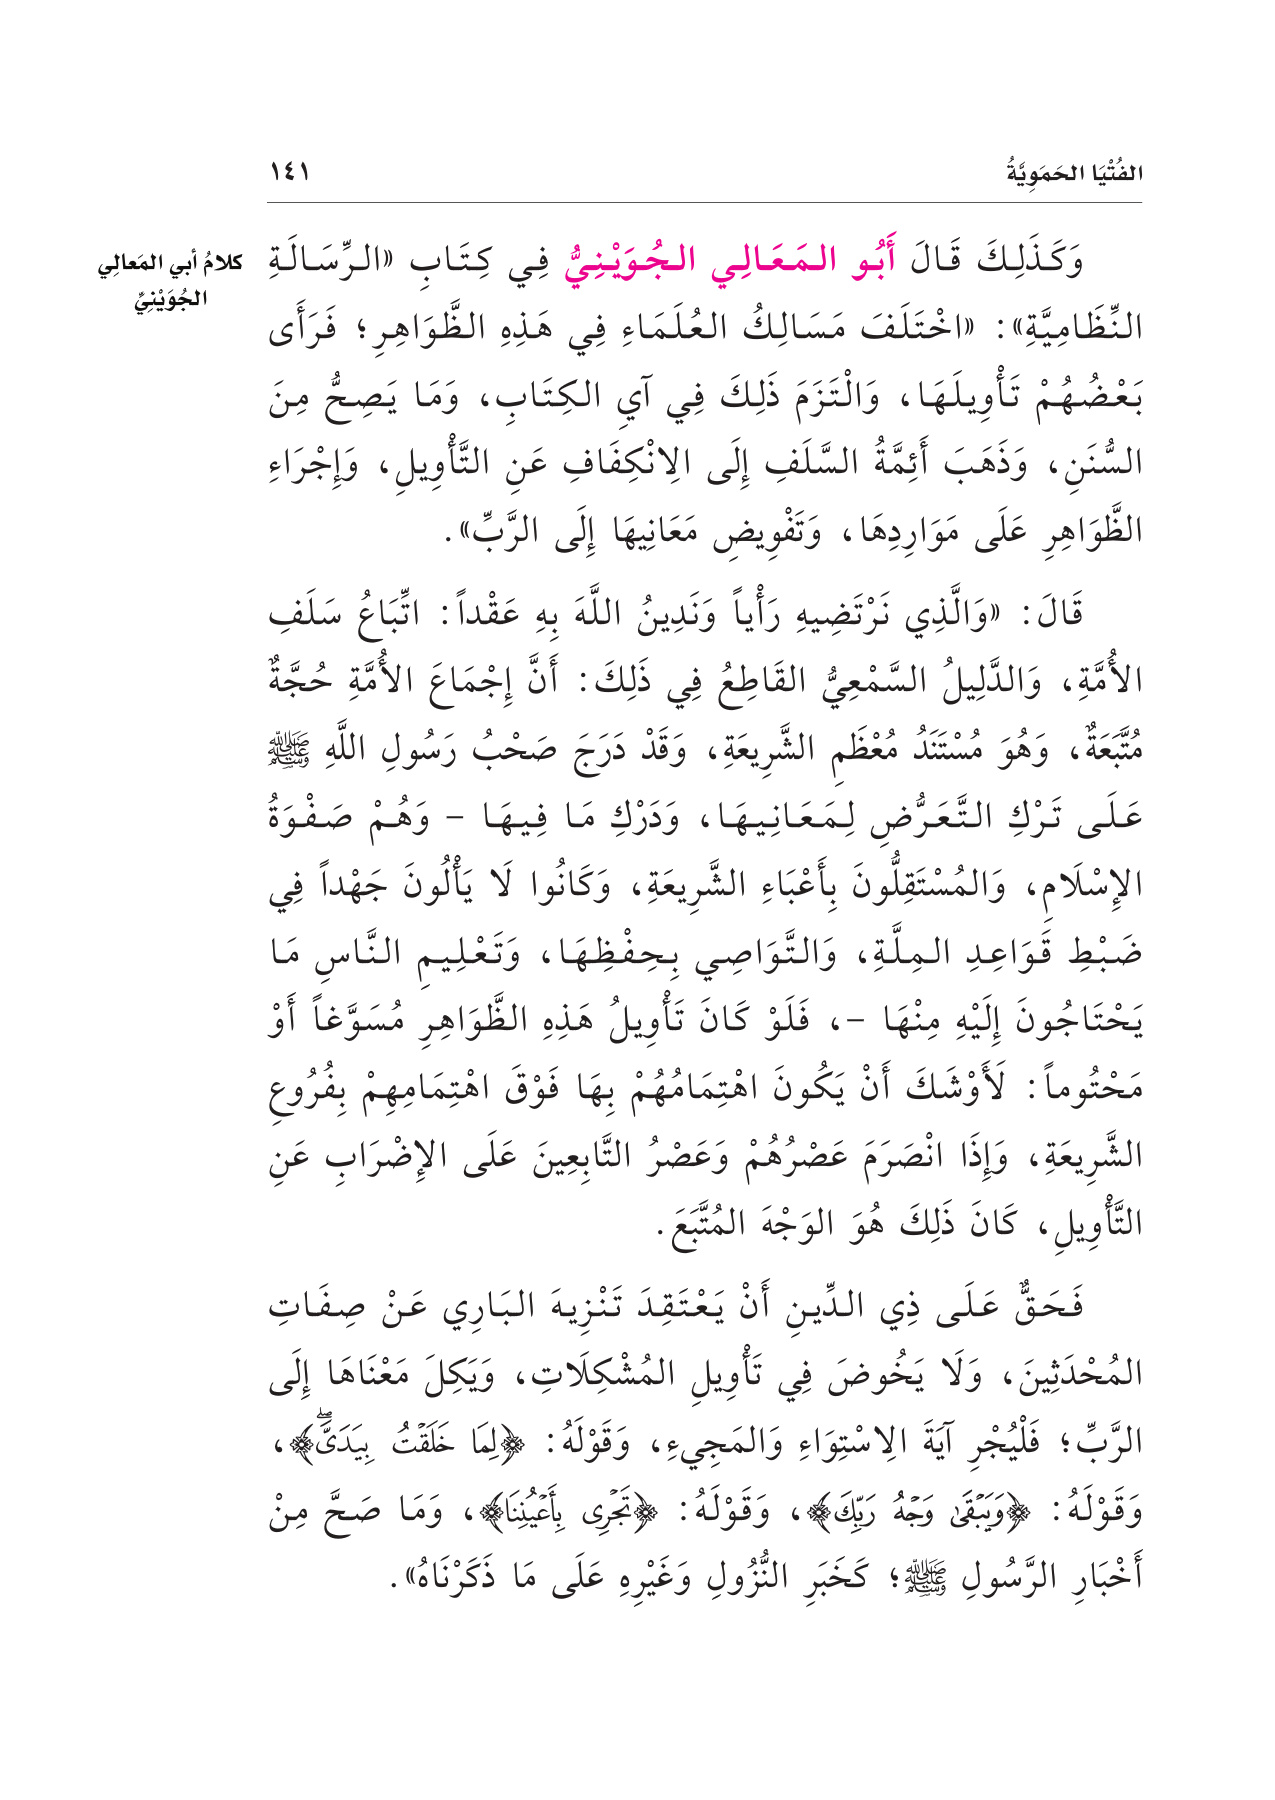 الفُتْيَا الحَمَوِيَّةُ
١٤١
وَكَذَلِكَ قَالَ أَبُو المَعَالِي الجُوَيْنِيُّ فِي كِتَابِ «الرِّسَالَةِ
كلامُ أبي المَعالِي
الجُوَيْنِيِّ
النِّظَامِيَّةِ»: «اخْتَلَفَ مَسَالِكُ العُلَمَاءِ فِي هَذِهِ الظَّوَاهِرِ؛ فَرَأَى
بَعْضُهُمْ تَأْوِيلَهَا، وَالْتَزَمَ ذَلِكَ فِي آيِ الكِتَابِ، وَمَا يَصِحُّ مِنَ
السُّنَنِ، وَذَهَبَ أَئِمَّةُ السَّلَفِ إِلَى الِانْكِفَافِ عَنِ التَّأْوِيلِ، وَإِجْرَاءِ
الظَّوَاهِرِ عَلَى مَوَارِدِهَا، وَتَفْوِيضِ مَعَانِيهَا إِلَى الرَّبِّ».
قَالَ: «وَالَّذِي نَرْتَضِيهِ رَأْياً وَنَدِينُ اللَّهَ بِهِ عَقْداً: اتِّبَاعُ سَلَفِ
الأُمَّةِ، وَالدَّلِيلُ السَّمْعِيُّ القَاطِعُ فِي ذَلِكَ: أَنَّ إِجْمَاعَ الأُمَّةِ حُجَّةٌ
مُتَّبَعَةٌ، وَهُوَ مُسْتَنَدُ مُعْظَمِ الشَّرِيعَةِ، وَقَدْ دَرَجَ صَحْبُ رَسُولِ اللَّهِ ﷺ
عَلَى تَرْكِ التَّعَرُّضِ لِمَعَانِيهَا، وَدَرْكِ مَا فِيهَا - وَهُمْ صَفْوَةُ
الإِسْلَامِ، وَالمُسْتَقِلُّونَ بِأَعْبَاءِ الشَّرِيعَةِ، وَكَانُوا لَا يَأْلُونَ جَهْداً فِي
ضَبْطِ قَوَاعِدِ المِلَّةِ، وَالتَّوَاصِي بِحِفْظِهَا، وَتَعْلِيمِ النَّاسِ مَا
يَحْتَاجُونَ إِلَيْهِ مِنْهَا -، فَلَوْ كَانَ تَأْوِيلُ هَذِهِ الظَّوَاهِرِ مُسَوَّغاً أَوْ
مَحْتُوماً: لَأَوْشَكَ أَنْ يَكُونَ اهْتِمَامُهُمْ بِهَا فَوْقَ اهْتِمَامِهِمْ بِفُرُوعِ
الشَّرِيعَةِ، وَإِذَا انْصَرَمَ عَصْرُهُمْ وَعَصْرُ التَّابِعِينَ عَلَى الإِضْرَابِ عَنِ
التَّأْوِيلِ، كَانَ ذَلِكَ هُوَ الوَجْهَ المُتَّبَعَ.
فَحَقٌّ عَلَى ذِي الدِّينِ أَنْ يَعْتَقِدَ تَنْزِيهَ البَارِي عَنْ صِفَاتِ
المُحْدَثِينَ، وَلَا يَخُوضَ فِي تَأْوِيلِ المُشْكِلَاتِ، وَيَكِلَ مَعْنَاهَا إِلَى
الرَّبِّ؛ فَلْيُجْرِ آيَةَ الِاسْتِوَاءِ وَالمَجِيءِ، وَقَوْلَهُ: ﴿لِمَا خَلَقْتُ بِيَدَيَّۖ﴾،
وَقَوْلَهُ: ﴿وَيَبْقَىٰ وَجْهُ رَبِّكَ﴾، وَقَوْلَهُ: ﴿تَجْرِي بِأَعْيُنِنَا﴾، وَمَا صَحَّ مِنْ
أَخْبَارِ الرَّسُولِ ﷺ؛ كَخَبَرِ النُّزُولِ وَغَيْرِهِ عَلَى مَا ذَكَرْنَاهُ».